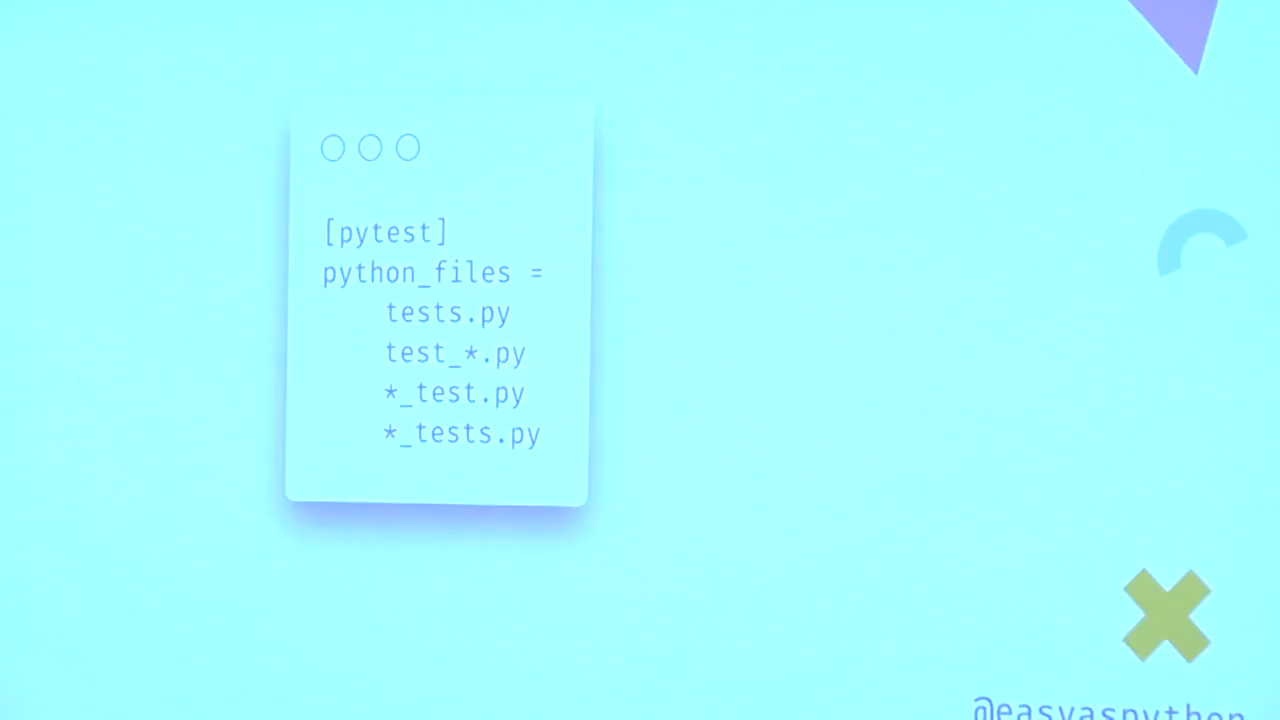 [pytest]
python_files =
    tests.py
    test_*.py
    *_test.py
    *_tests.py
@easyaspython